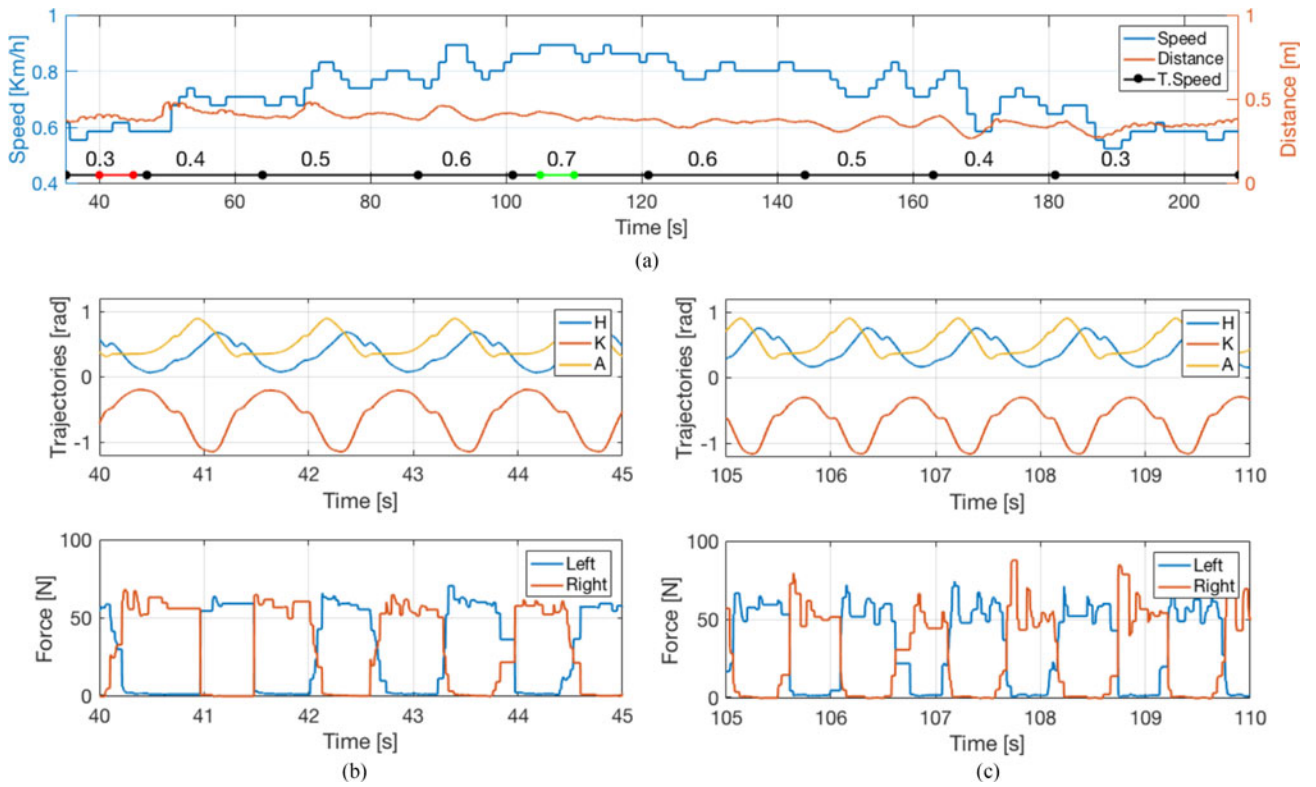 1 1
0.8
0.6
0.4
0.5
0
Speed [Km/h]
Distance [m]
Speed
Distance
T.Speed
0.3 0.4 0.5 0.6 0.7 0.6 0.5 0.4 0.3
40 60 80 100 120 140 160 180 200
Time [s]
(a)
Trajectories [rad]
1
0
-1
H
K
A
40 41 42 43 44 45
Time [s]
Trajectories [rad]
1
0
-1
H
K
A
105 106 107 108 109 110
Time [s]
Force [N]
100
50
0
Left
Right
40 41 42 43 44 45
Time [s]
(b)
Force [N]
100
50
0
Left
Right
105 106 107 108 109 110
Time [s]
(c)